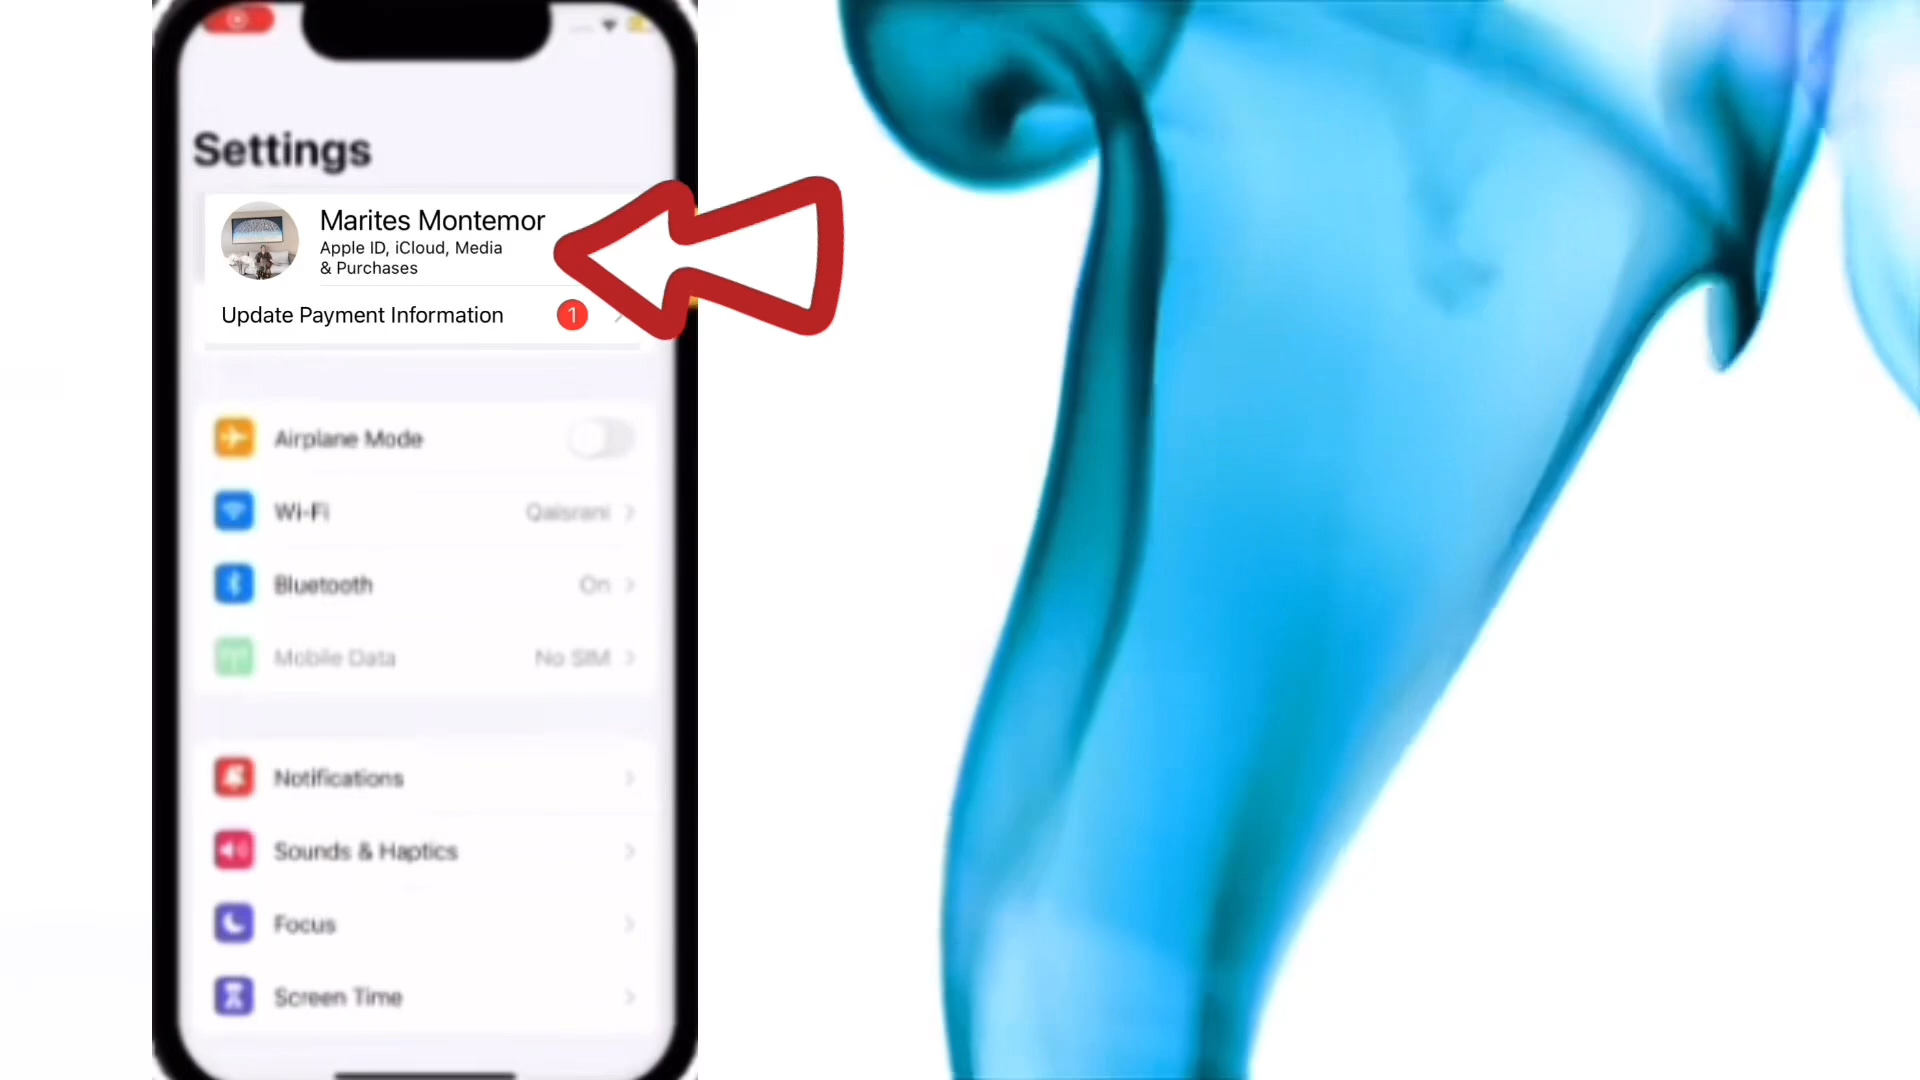 Settings
Marites Montemor
Apple ID, iCloud, Media
& Purchases
Update Payment Information 1
Airplane Mode
Wi-Fi Qaisrani
Bluetooth On
Mobile Data No SIM
Notifications
Sounds & Haptics
Focus
Screen Time